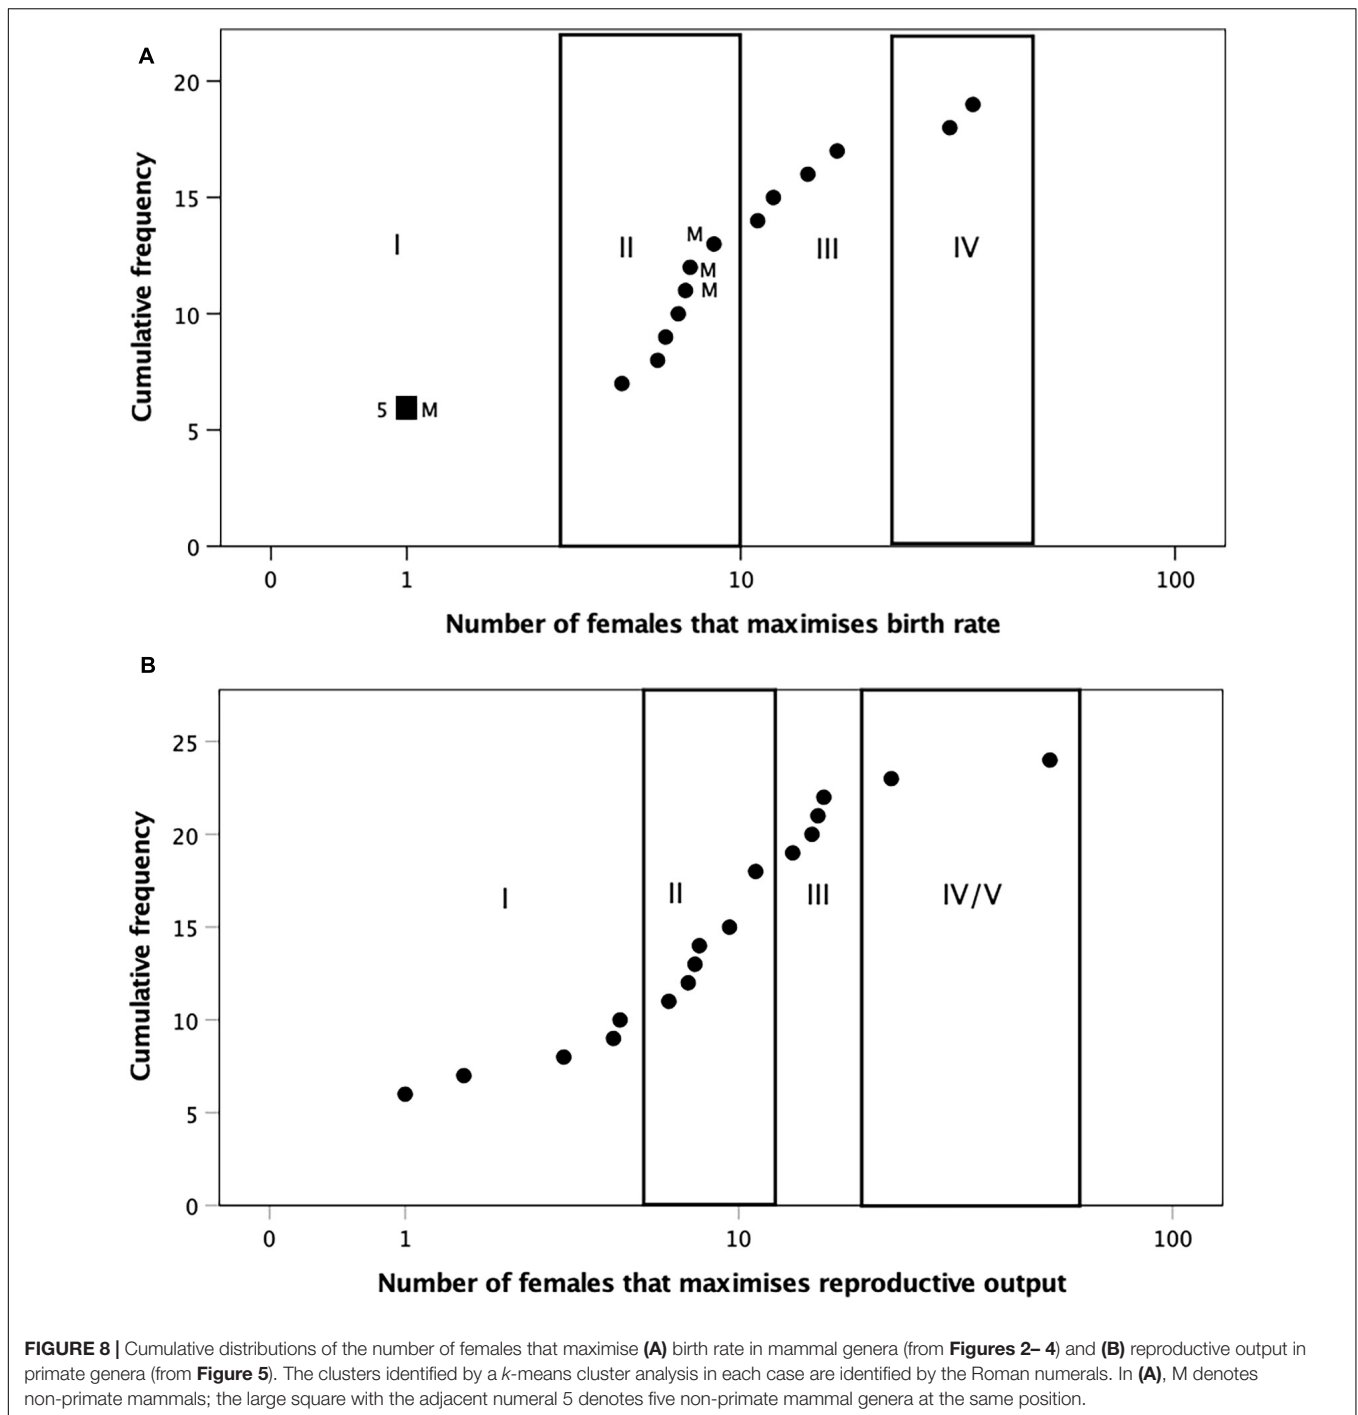 A
Cumulative frequency
20
15
10
5
0
I
II
III
IV
M
M
M
5 M
0 1 10 100
Number of females that maximises birth rate
B
Cumulative frequency
25
20
15
10
5
0
I
II
III
IV/V
0 1 10 100
Number of females that maximises reproductive output
FIGURE 8 | Cumulative distributions of the number of females that maximise (A) birth rate in mammal genera (from Figures 2– 4) and (B) reproductive output in
primate genera (from Figure 5). The clusters identified by a k-means cluster analysis in each case are identified by the Roman numerals. In (A), M denotes
non-primate mammals; the large square with the adjacent numeral 5 denotes five non-primate mammal genera at the same position.